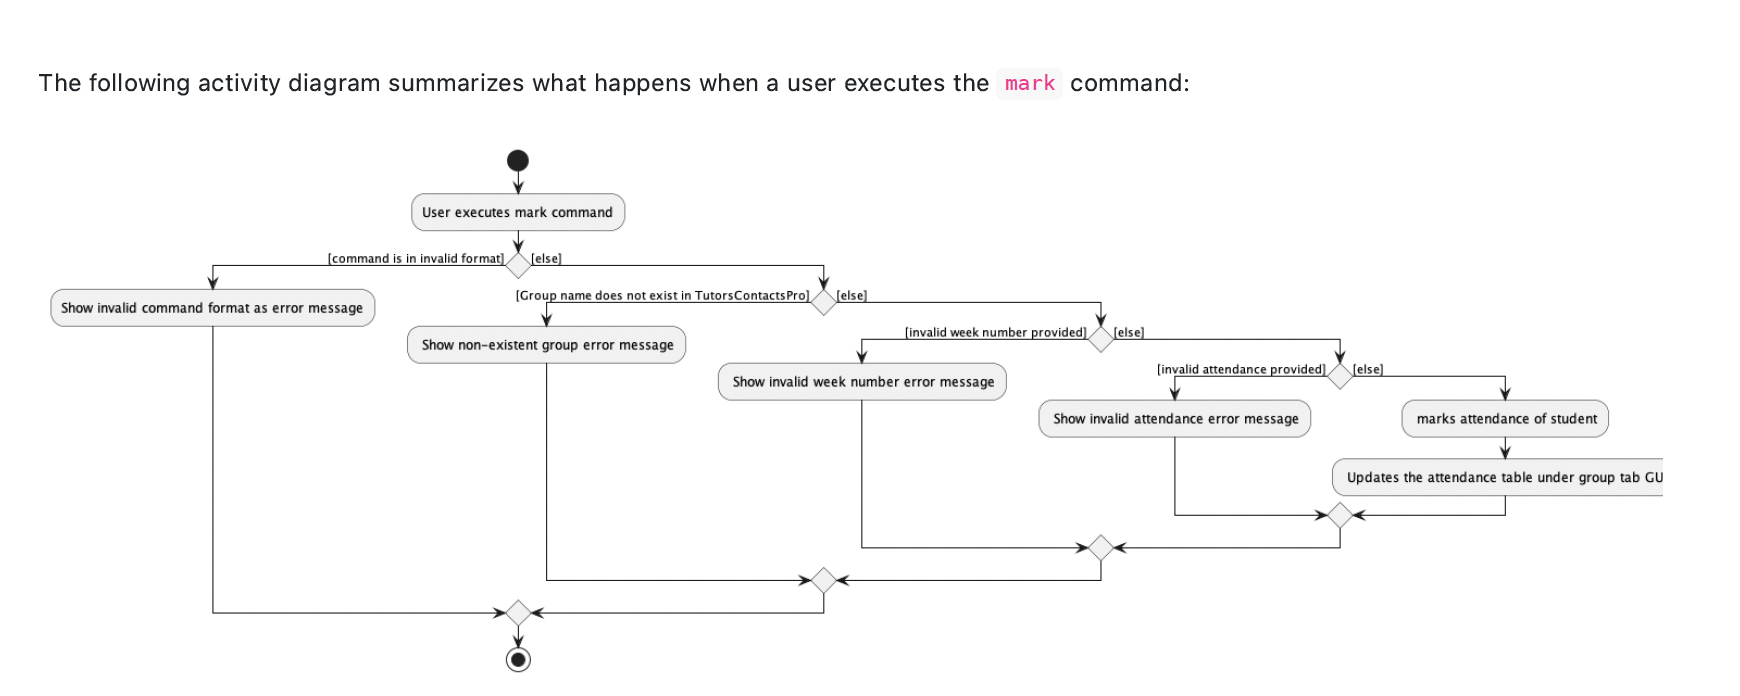 The following activity diagram summarizes what happens when a user executes the mark command:
User executes mark command
[command is in invalid format]
[else]
Show invalid command format as error message
[Group name does not exist in TutorsContactsPro]
[else]
Show non-existent group error message
[invalid week number provided]
[else]
Show invalid week number error message
[invalid attendance provided]
[else]
Show invalid attendance error message
marks attendance of student
Updates the attendance table under group tab GU